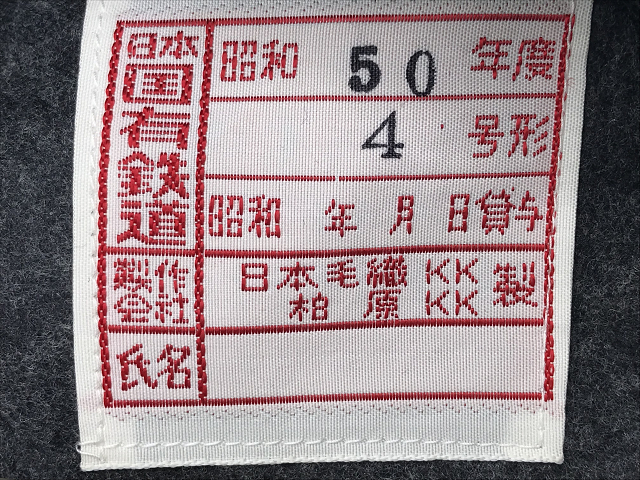 日本国有鉄道
昭和 50 年度
4 号形
昭和 年 月 日貸与
製作会社
日本毛織KK製
柏原KK
氏名